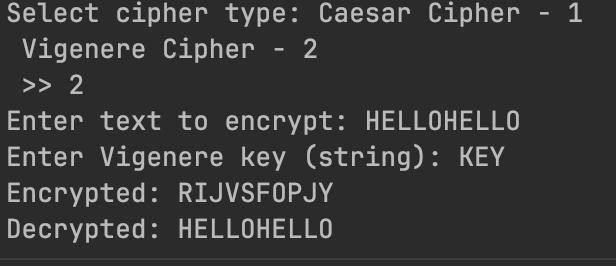 Select cipher type: Caesar Cipher - 1
Vigenere Cipher - 2
>> 2
Enter text to encrypt: HELLOHELLO
Enter Vigenere key (string): KEY
Encrypted: RIJVSFOPJY
Decrypted: HELLOHELLO